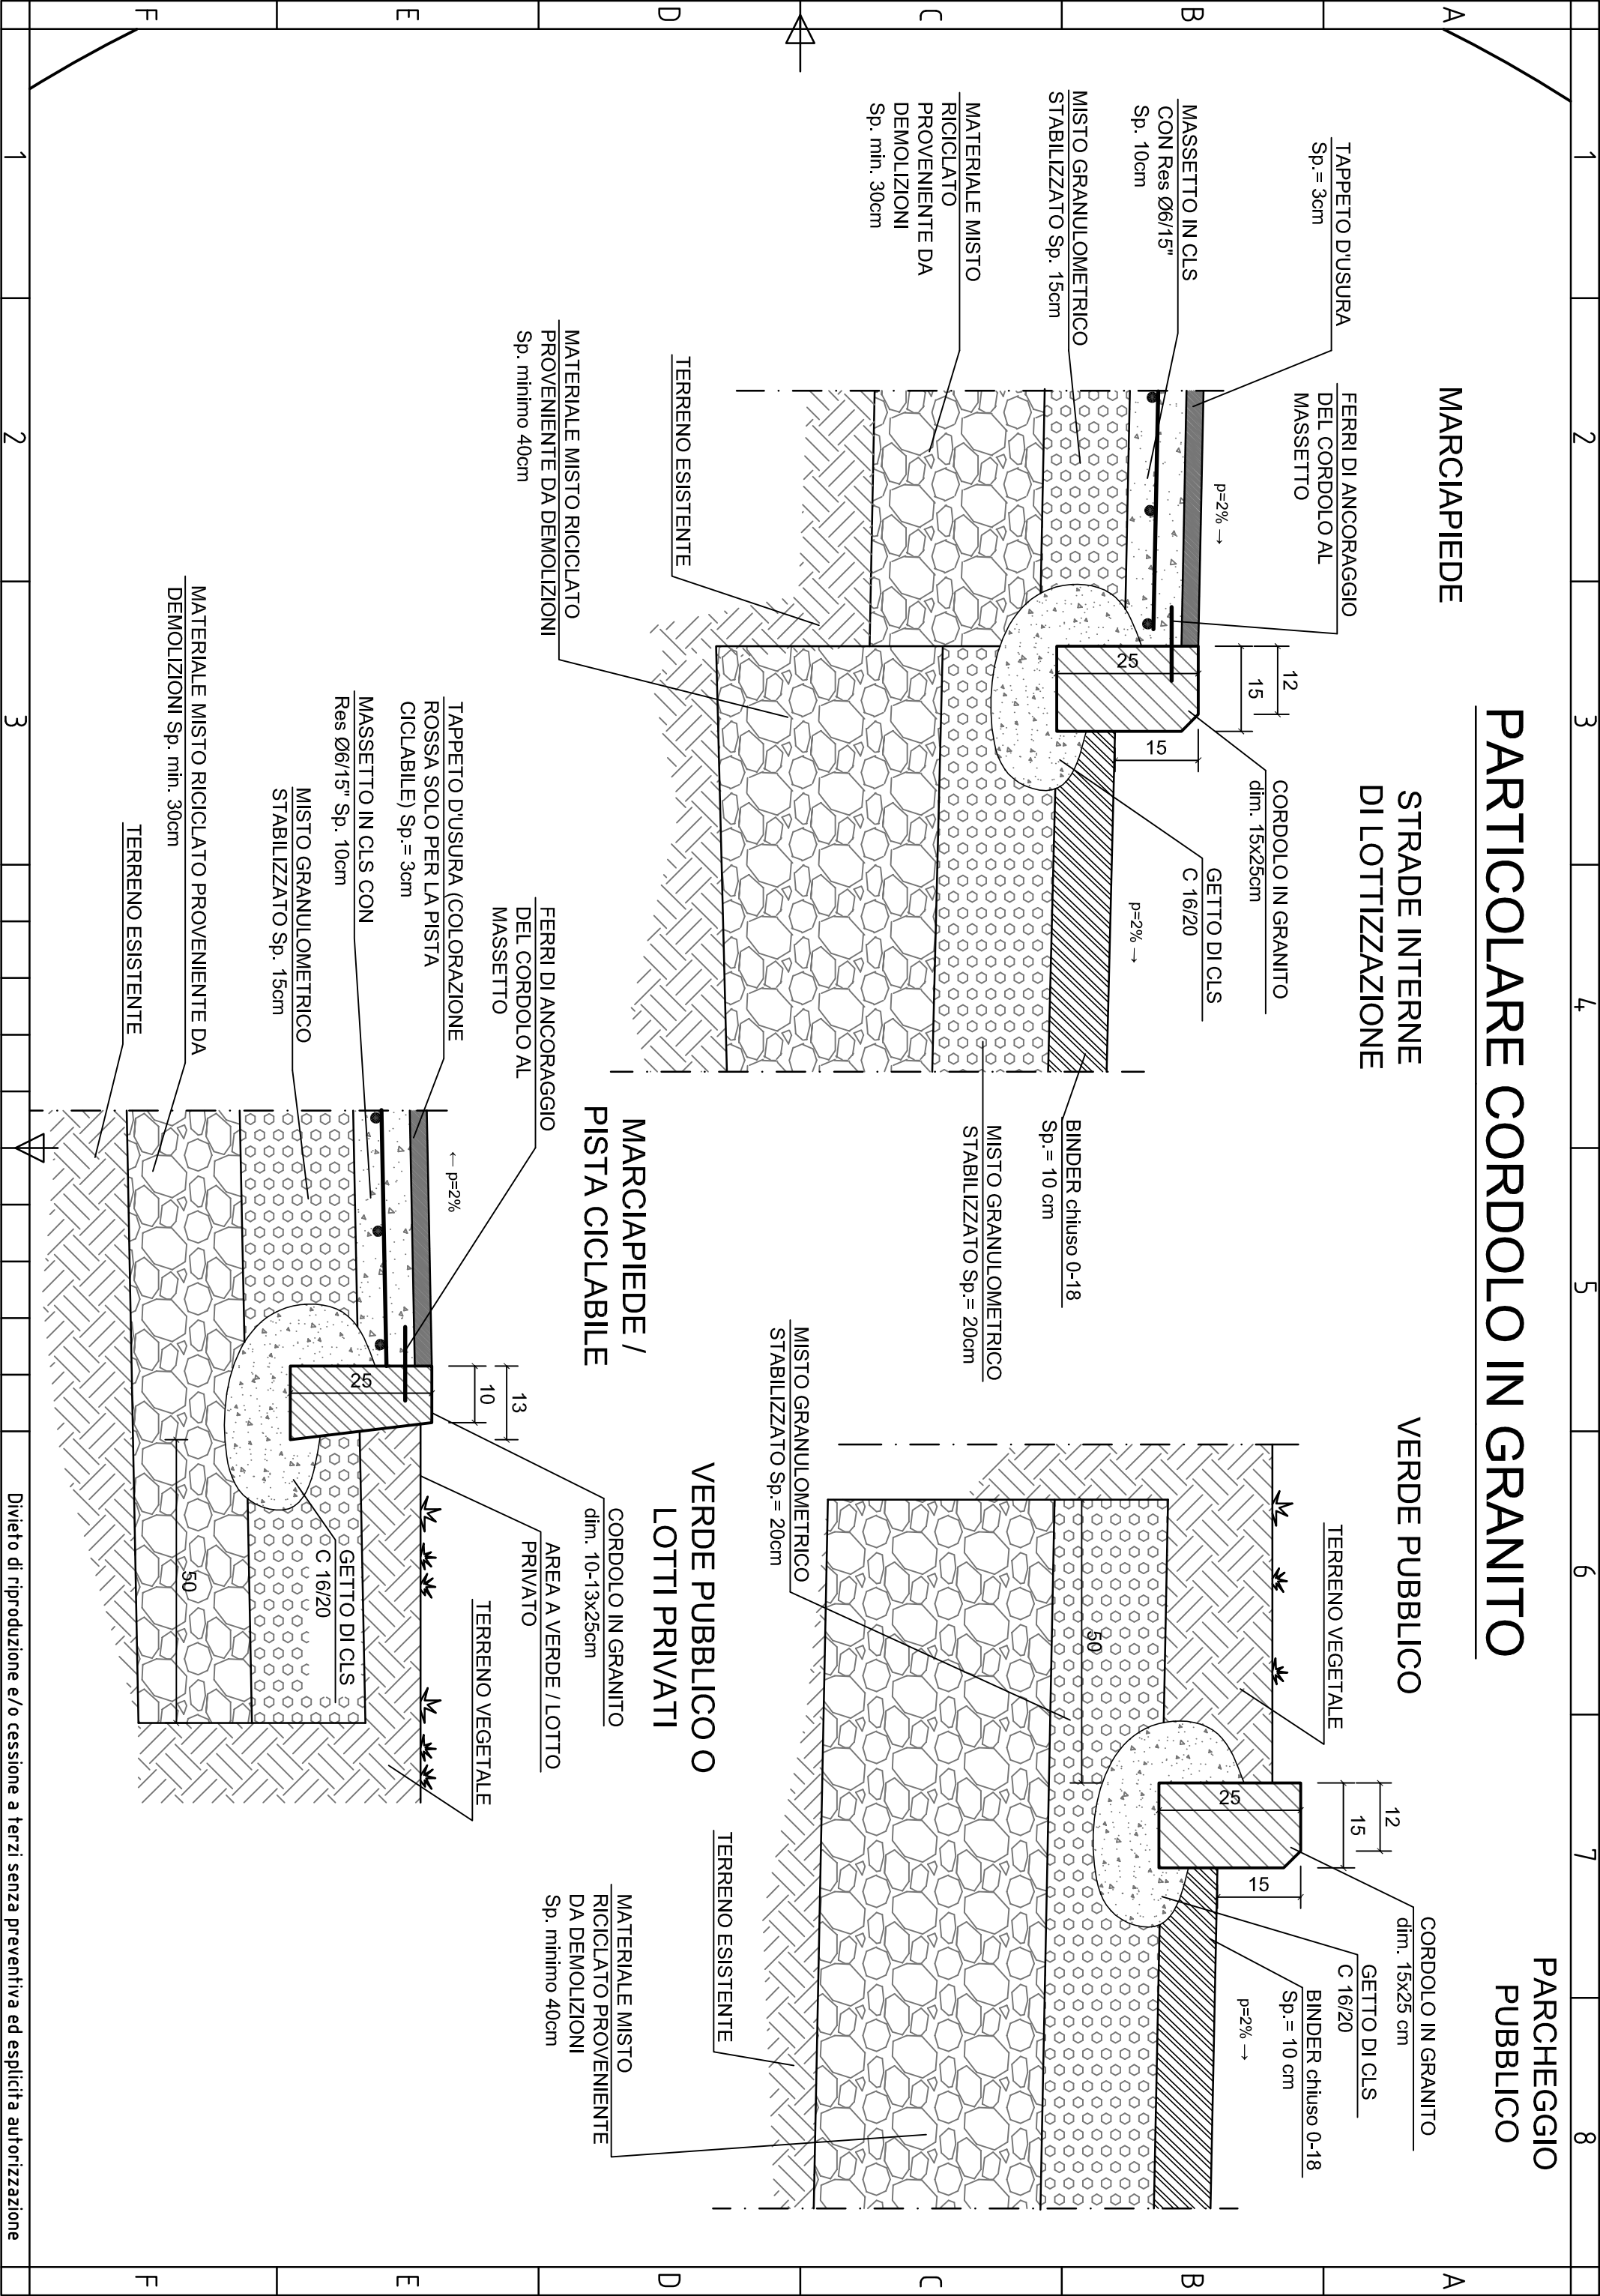 PARTICOLARE CORDOLO IN GRANITO
MARCIAPIEDE
STRADE INTERNE
DI LOTTIZZAZIONE
TAPPETO D'USURA
Sp.= 3cm
MASSETTO IN CLS
CON Res Ø6/15"
Sp. 10cm
MISTO GRANULOMETRICO
STABILIZZATO Sp. 15cm
MATERIALE MISTO
RICICLATO
PROVENIENTE DA
DEMOLIZIONI
Sp. min. 30cm
FERRI DI ANCORAGGIO
DEL CORDOLO AL
MASSETTO
p=2% →
12
15
25
15
CORDOLO IN GRANITO
dim. 15x25cm
GETTO DI CLS
C 16/20
p=2% →
TERRENO ESISTENTE
MATERIALE MISTO RICICLATO
PROVENIENTE DA DEMOLIZIONI
Sp. minimo 40cm
BINDER chiuso 0-18
Sp.= 10 cm
MISTO GRANULOMETRICO
STABILIZZATO Sp.= 20cm
VERDE PUBBLICO
PARCHEGGIO
PUBBLICO
TERRENO VEGETALE
12
15
25
15
50
CORDOLO IN GRANITO
dim. 15x25 cm
GETTO DI CLS
C 16/20
BINDER chiuso 0-18
Sp.= 10 cm
p=2% →
MISTO GRANULOMETRICO
STABILIZZATO Sp.= 20cm
TERRENO ESISTENTE
MATERIALE MISTO
RICICLATO PROVENIENTE
DA DEMOLIZIONI
Sp. minimo 40cm
MARCIAPIEDE /
PISTA CICLABILE
VERDE PUBBLICO O
LOTTI PRIVATI
FERRI DI ANCORAGGIO
DEL CORDOLO AL
MASSETTO
TAPPETO D'USURA (COLORAZIONE
ROSSA SOLO PER LA PISTA
CICLABILE) Sp.= 3cm
MASSETTO IN CLS CON
Res Ø6/15" Sp. 10cm
MISTO GRANULOMETRICO
STABILIZZATO Sp. 15cm
MATERIALE MISTO RICICLATO PROVENIENTE DA
DEMOLIZIONI Sp. min. 30cm
TERRENO ESISTENTE
← p=2%
13
10
25
50
CORDOLO IN GRANITO
dim. 10-13x25cm
AREA A VERDE / LOTTO
PRIVATO
TERRENO VEGETALE
GETTO DI CLS
C 16/20
Divieto di riproduzione e/o cessione a terzi senza preventiva ed esplicita autorizzazione
1
2
3
4
5
6
7
8
1
2
3
A
B
C
D
E
F
A
B
C
D
E
F